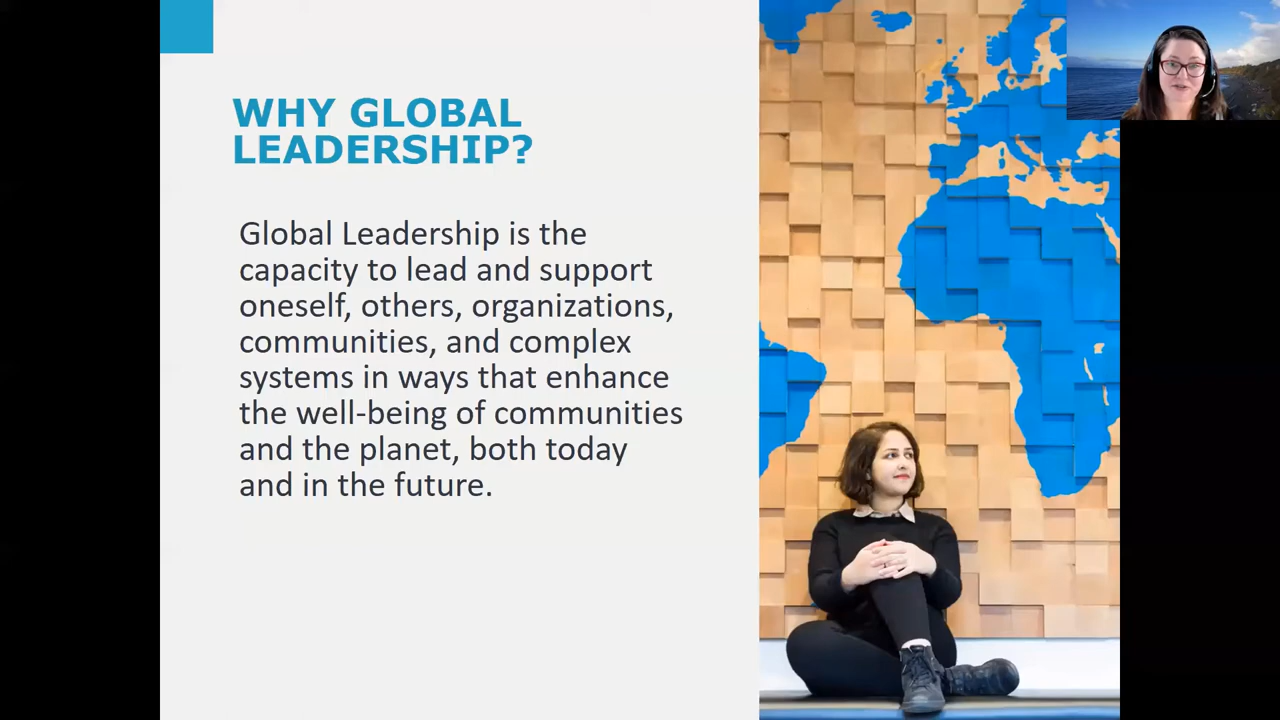 WHY GLOBAL
LEADERSHIP?
Global Leadership is the
capacity to lead and support
oneself, others, organizations,
communities, and complex
systems in ways that enhance
the well-being of communities
and the planet, both today
and in the future.